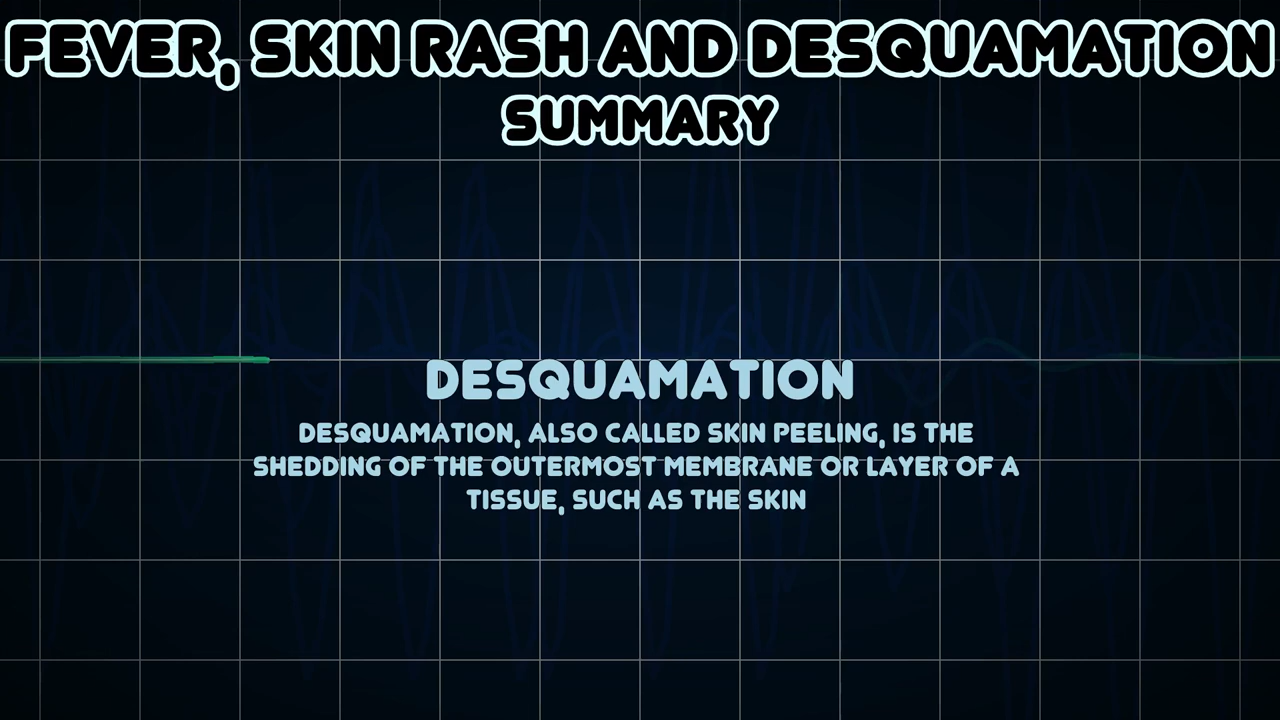 FEVER, SKIN RASH AND DESQUAMATION
SUMMARY
DESQUAMATION
DESQUAMATION, ALSO CALLED SKIN PEELING, IS THE
SHEDDING OF THE OUTERMOST MEMBRANE OR LAYER OF A
TISSUE, SUCH AS THE SKIN